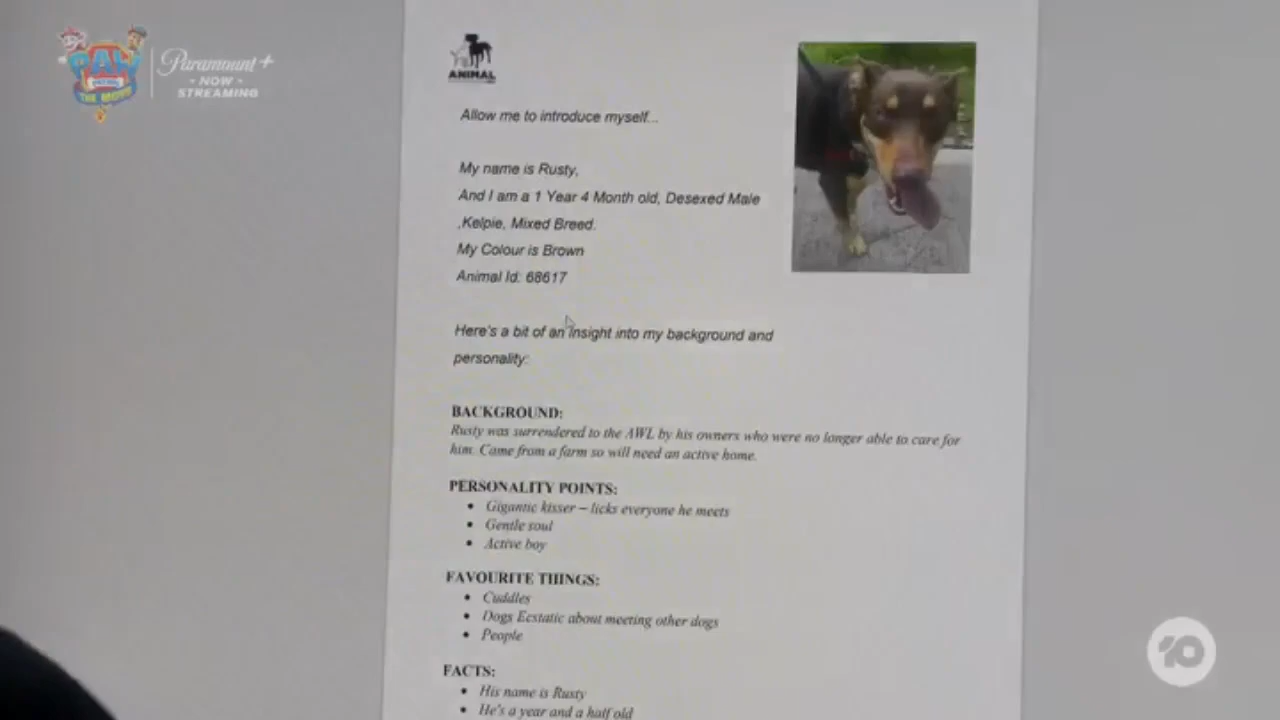 PAW
PATROL
THE MOVIE
Paramount+
• NOW •
STREAMING
ANIMAL
Allow me to introduce myself...
My name is Rusty,
And I am a 1 Year 4 Month old, Desexed Male
,Kelpie, Mixed Breed.
My Colour is Brown
Animal Id: 68617
Here's a bit of an insight into my background and
personality:
BACKGROUND:
Rusty was surrendered to the AWL by his owners who were no longer able to care for
him. Came from a farm so will need an active home.
PERSONALITY POINTS:
• Gigantic kisser – licks everyone he meets
• Gentle soul
• Active boy
FAVOURITE THINGS:
• Cuddles
• Dogs Ecstatic about meeting other dogs
• People
FACTS:
• His name is Rusty
• He's a year and a half old
10